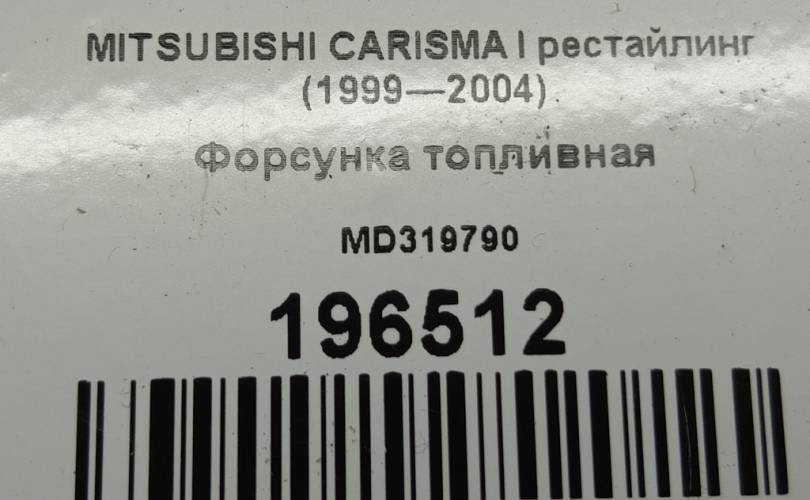 MITSUBISHI CARISMA I рестайлинг
(1999—2004)
Форсунка топливная
MD319790
196512